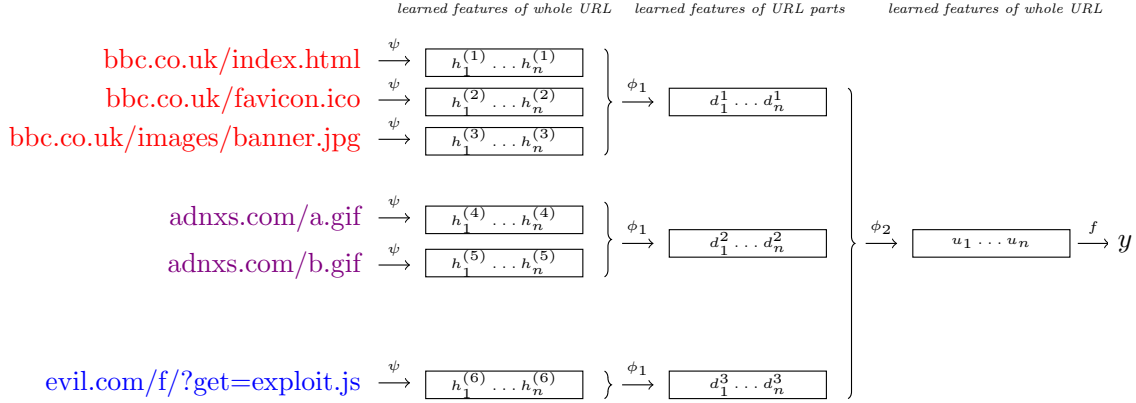 learned features of whole URL learned features of URL parts learned features of whole URL
bbc.co.uk/index.html ψ h_1^{(1)} … h_n^{(1)}
bbc.co.uk/favicon.ico ψ h_1^{(2)} … h_n^{(2)} ϕ_1 d_1^1 … d_n^1
bbc.co.uk/images/banner.jpg ψ h_1^{(3)} … h_n^{(3)}
adnxs.com/a.gif ψ h_1^{(4)} … h_n^{(4)}
ϕ_1 d_1^2 … d_n^2 ϕ_2 u_1 … u_n f y
adnxs.com/b.gif ψ h_1^{(5)} … h_n^{(5)}
evil.com/f/?get=exploit.js ψ h_1^{(6)} … h_n^{(6)} ϕ_1 d_1^3 … d_n^3